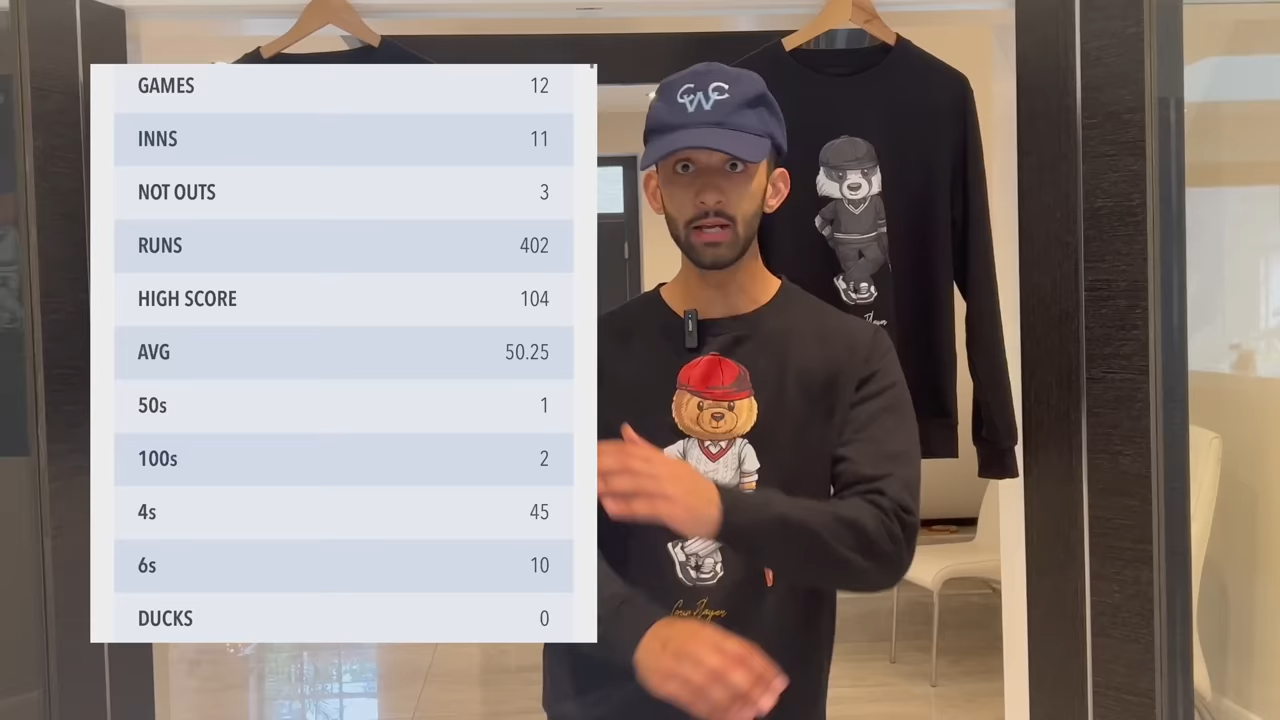 GAMES 12
INNS 11
NOT OUTS 3
RUNS 402
HIGH SCORE 104
AVG 50.25
50s 1
100s 2
4s 45
6s 10
DUCKS 0
CWC
Player